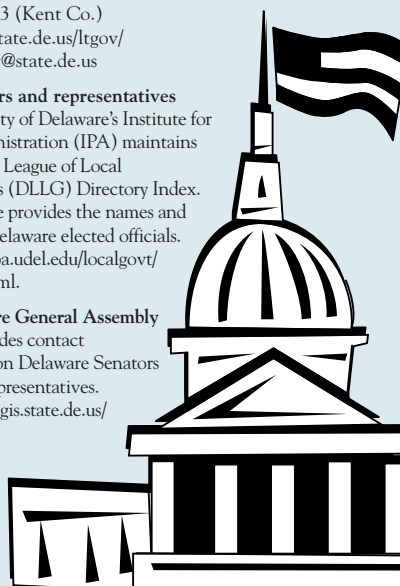 3 (Kent Co.)
tate.de.us/ltgov/
@state.de.us
rs and representatives
ty of Delaware's Institute for
nistration (IPA) maintains
League of Local
s (DLLG) Directory Index.
e provides the names and
elaware elected officials.
a.udel.edu/localgovt/
ml.
re General Assembly
des contact
on Delaware Senators
presentatives.
gis.state.de.us/